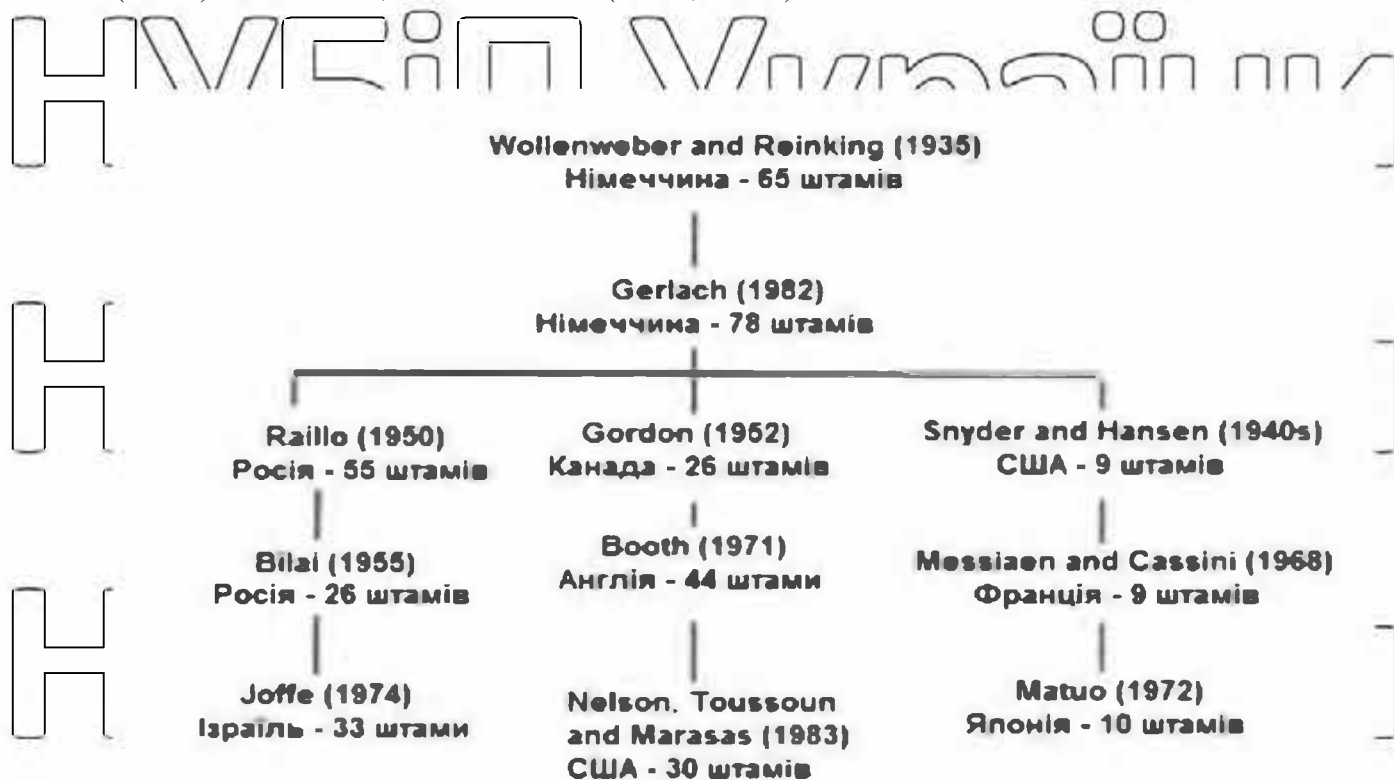 НУБіП України
Wollenweber and Reinking (1935)
Німеччина - 65 штамів
Gerlach (1982)
Німеччина - 78 штамів
Raillo (1950)
Росія - 55 штамів
Gordon (1952)
Канада - 26 штамів
Snyder and Hansen (1940s)
США - 9 штамів
Bilai (1955)
Росія - 26 штамів
Booth (1971)
Англія - 44 штами
Messiaen and Cassini (1968)
Франція - 9 штамів
Joffe (1974)
Ізраїль - 33 штами
Nelson, Toussoun
and Marasas (1983)
США - 30 штамів
Matuo (1972)
Японія - 10 штамів